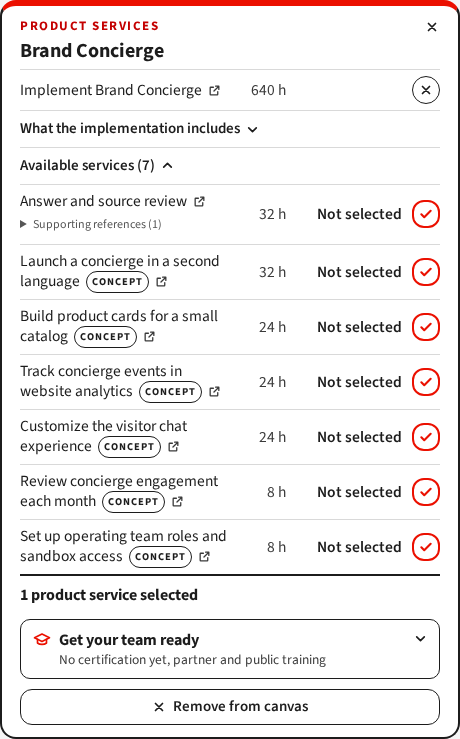 PRODUCT SERVICES
Brand Concierge
Implement Brand Concierge 640 h
What the implementation includes
Available services (7)
Answer and source review
Supporting references (1)
32 h Not selected
Launch a concierge in a second
language CONCEPT
32 h Not selected
Build product cards for a small
catalog CONCEPT
24 h Not selected
Track concierge events in
website analytics CONCEPT
24 h Not selected
Customize the visitor chat
experience CONCEPT
24 h Not selected
Review concierge engagement
each month CONCEPT
8 h Not selected
Set up operating team roles and
sandbox access CONCEPT
8 h Not selected
1 product service selected
Get your team ready
No certification yet, partner and public training
Remove from canvas